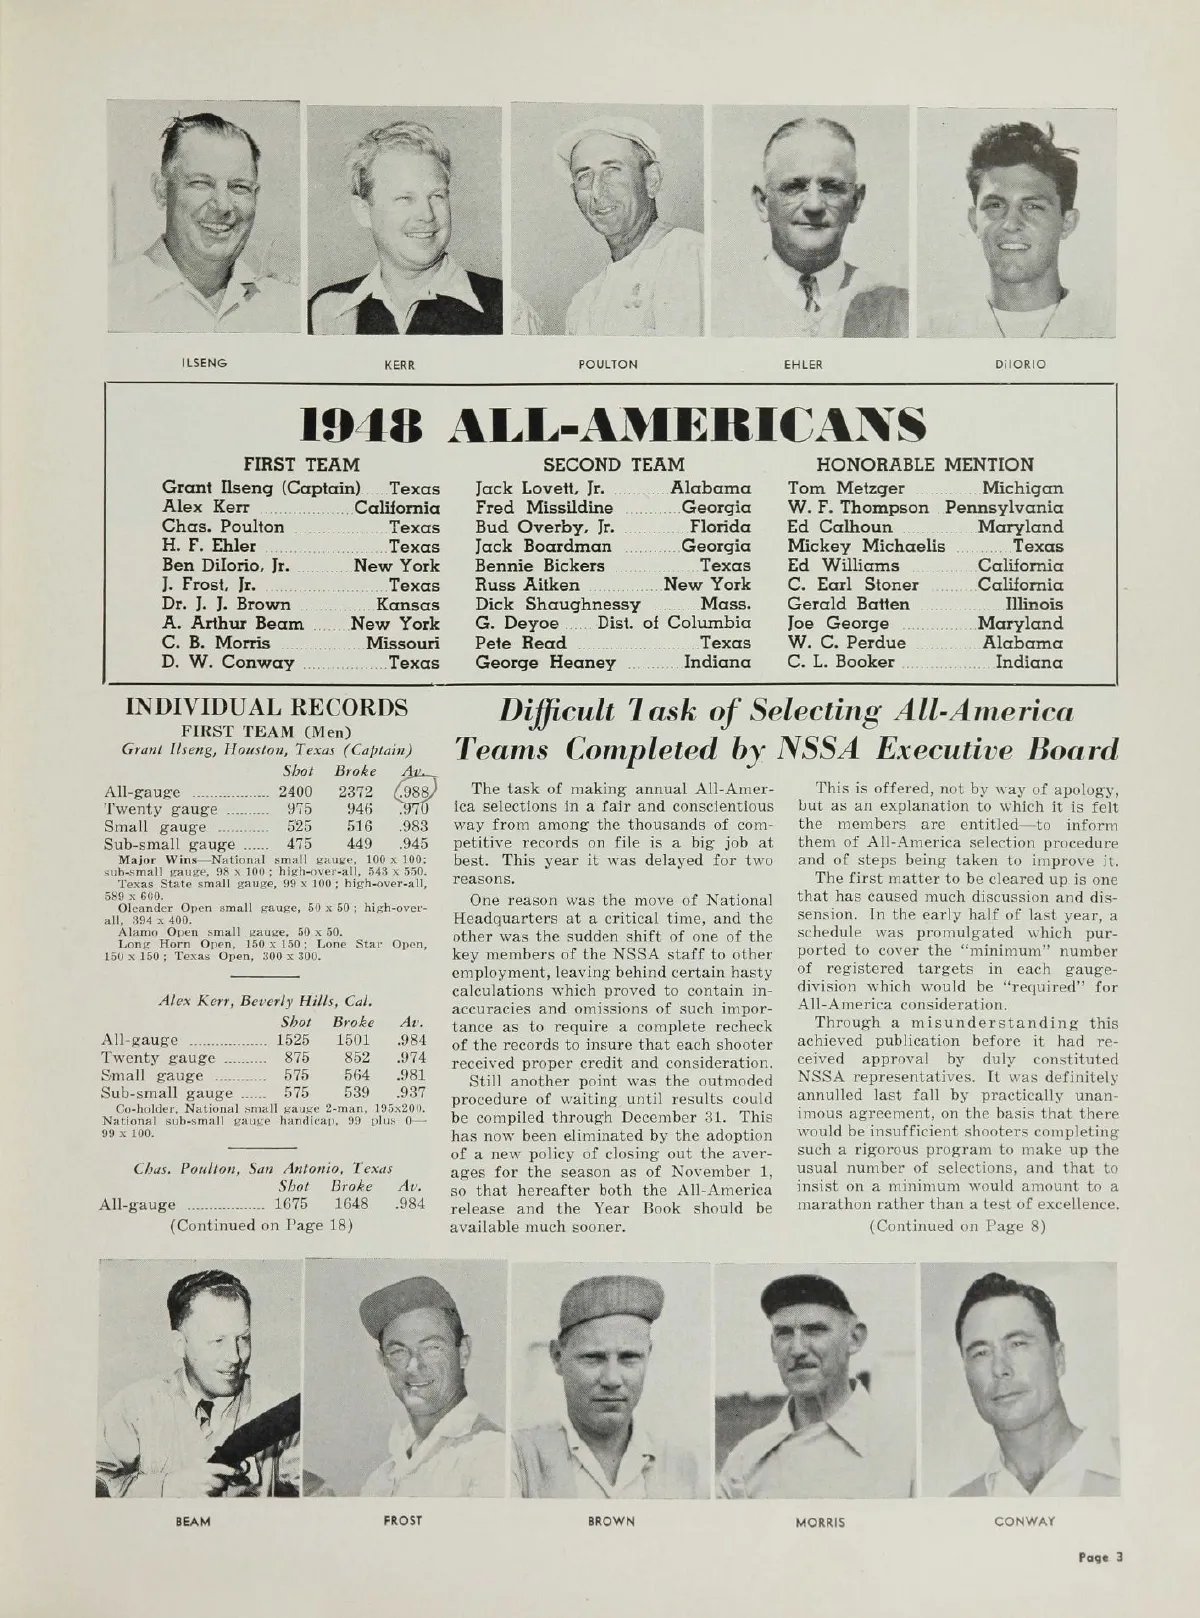 ILSENG
KERR
POULTON
EHLER
DiIORIO
1948 ALL-AMERICANS
FIRST TEAM
Grant Ilseng (Captain) Texas
Alex Kerr California
Chas. Poulton Texas
H. F. Ehler Texas
Ben DiIorio, Jr. New York
J. Frost, Jr. Texas
Dr. J. J. Brown Kansas
A. Arthur Beam New York
C. B. Morris Missouri
D. W. Conway Texas
SECOND TEAM
Jack Lovett, Jr. Alabama
Fred Missildine Georgia
Bud Overby, Jr. Florida
Jack Boardman Georgia
Bennie Bickers Texas
Russ Aitken New York
Dick Shaughnessy Mass.
G. Deyoe Dist. of Columbia
Pete Read Texas
George Heaney Indiana
HONORABLE MENTION
Tom Metzger Michigan
W. F. Thompson Pennsylvania
Ed Calhoun Maryland
Mickey Michaelis Texas
Ed Williams California
C. Earl Stoner California
Gerald Batten Illinois
Joe George Maryland
W. C. Perdue Alabama
C. L. Booker Indiana
INDIVIDUAL RECORDS
FIRST TEAM (Men)
Grant Ilseng, Houston, Texas (Captain)
Shot Broke Av.
All-gauge 2400 2372 .988
Twenty gauge 975 946 .970
Small gauge 525 516 .983
Sub-small gauge 475 449 .945
Major Wins—National small gauge, 100 x 100;
sub-small gauge, 98 x 100; high-over-all, 543 x 550.
Texas State small gauge, 99 x 100; high-over-all,
589 x 600.
Oleander Open small gauge, 50 x 50; high-over-
all, 394 x 400.
Alamo Open small gauge, 50 x 50.
Long Horn Open, 150 x 150; Lone Star Open,
150 x 150; Texas Open, 300 x 300.
Alex Kerr, Beverly Hills, Cal.
Shot Broke Av.
All-gauge 1525 1501 .984
Twenty gauge 875 852 .974
Small gauge 575 564 .981
Sub-small gauge 575 539 .937
Co-holder, National small gauge 2-man, 195x200.
National sub-small gauge handicap, 99 plus 0—
99 x 100.
Chas. Poulton, San Antonio, Texas
Shot Broke Av.
All-gauge 1675 1648 .984
(Continued on Page 18)
Difficult Task of Selecting All-America
Teams Completed by NSSA Executive Board
The task of making annual All-Amer-
ica selections in a fair and conscientious
way from among the thousands of com-
petitive records on file is a big job at
best. This year it was delayed for two
reasons.
One reason was the move of National
Headquarters at a critical time, and the
other was the sudden shift of one of the
key members of the NSSA staff to other
employment, leaving behind certain hasty
calculations which proved to contain in-
accuracies and omissions of such impor-
tance as to require a complete recheck
of the records to insure that each shooter
received proper credit and consideration.
Still another point was the outmoded
procedure of waiting until results could
be compiled through December 31. This
has now been eliminated by the adoption
of a new policy of closing out the aver-
ages for the season as of November 1,
so that hereafter both the All-America
release and the Year Book should be
available much sooner.
This is offered, not by way of apology,
but as an explanation to which it is felt
the members are entitled—to inform
them of All-America selection procedure
and of steps being taken to improve it.
The first matter to be cleared up is one
that has caused much discussion and dis-
sension. In the early half of last year, a
schedule was promulgated which pur-
ported to cover the "minimum" number
of registered targets in each gauge-
division which would be "required" for
All-America consideration.
Through a misunderstanding this
achieved publication before it had re-
ceived approval by duly constituted
NSSA representatives. It was definitely
annulled last fall by practically unan-
imous agreement, on the basis that there
would be insufficient shooters completing
such a rigorous program to make up the
usual number of selections, and that to
insist on a minimum would amount to a
marathon rather than a test of excellence.
(Continued on Page 8)
BEAM
FROST
BROWN
MORRIS
CONWAY
Page 3